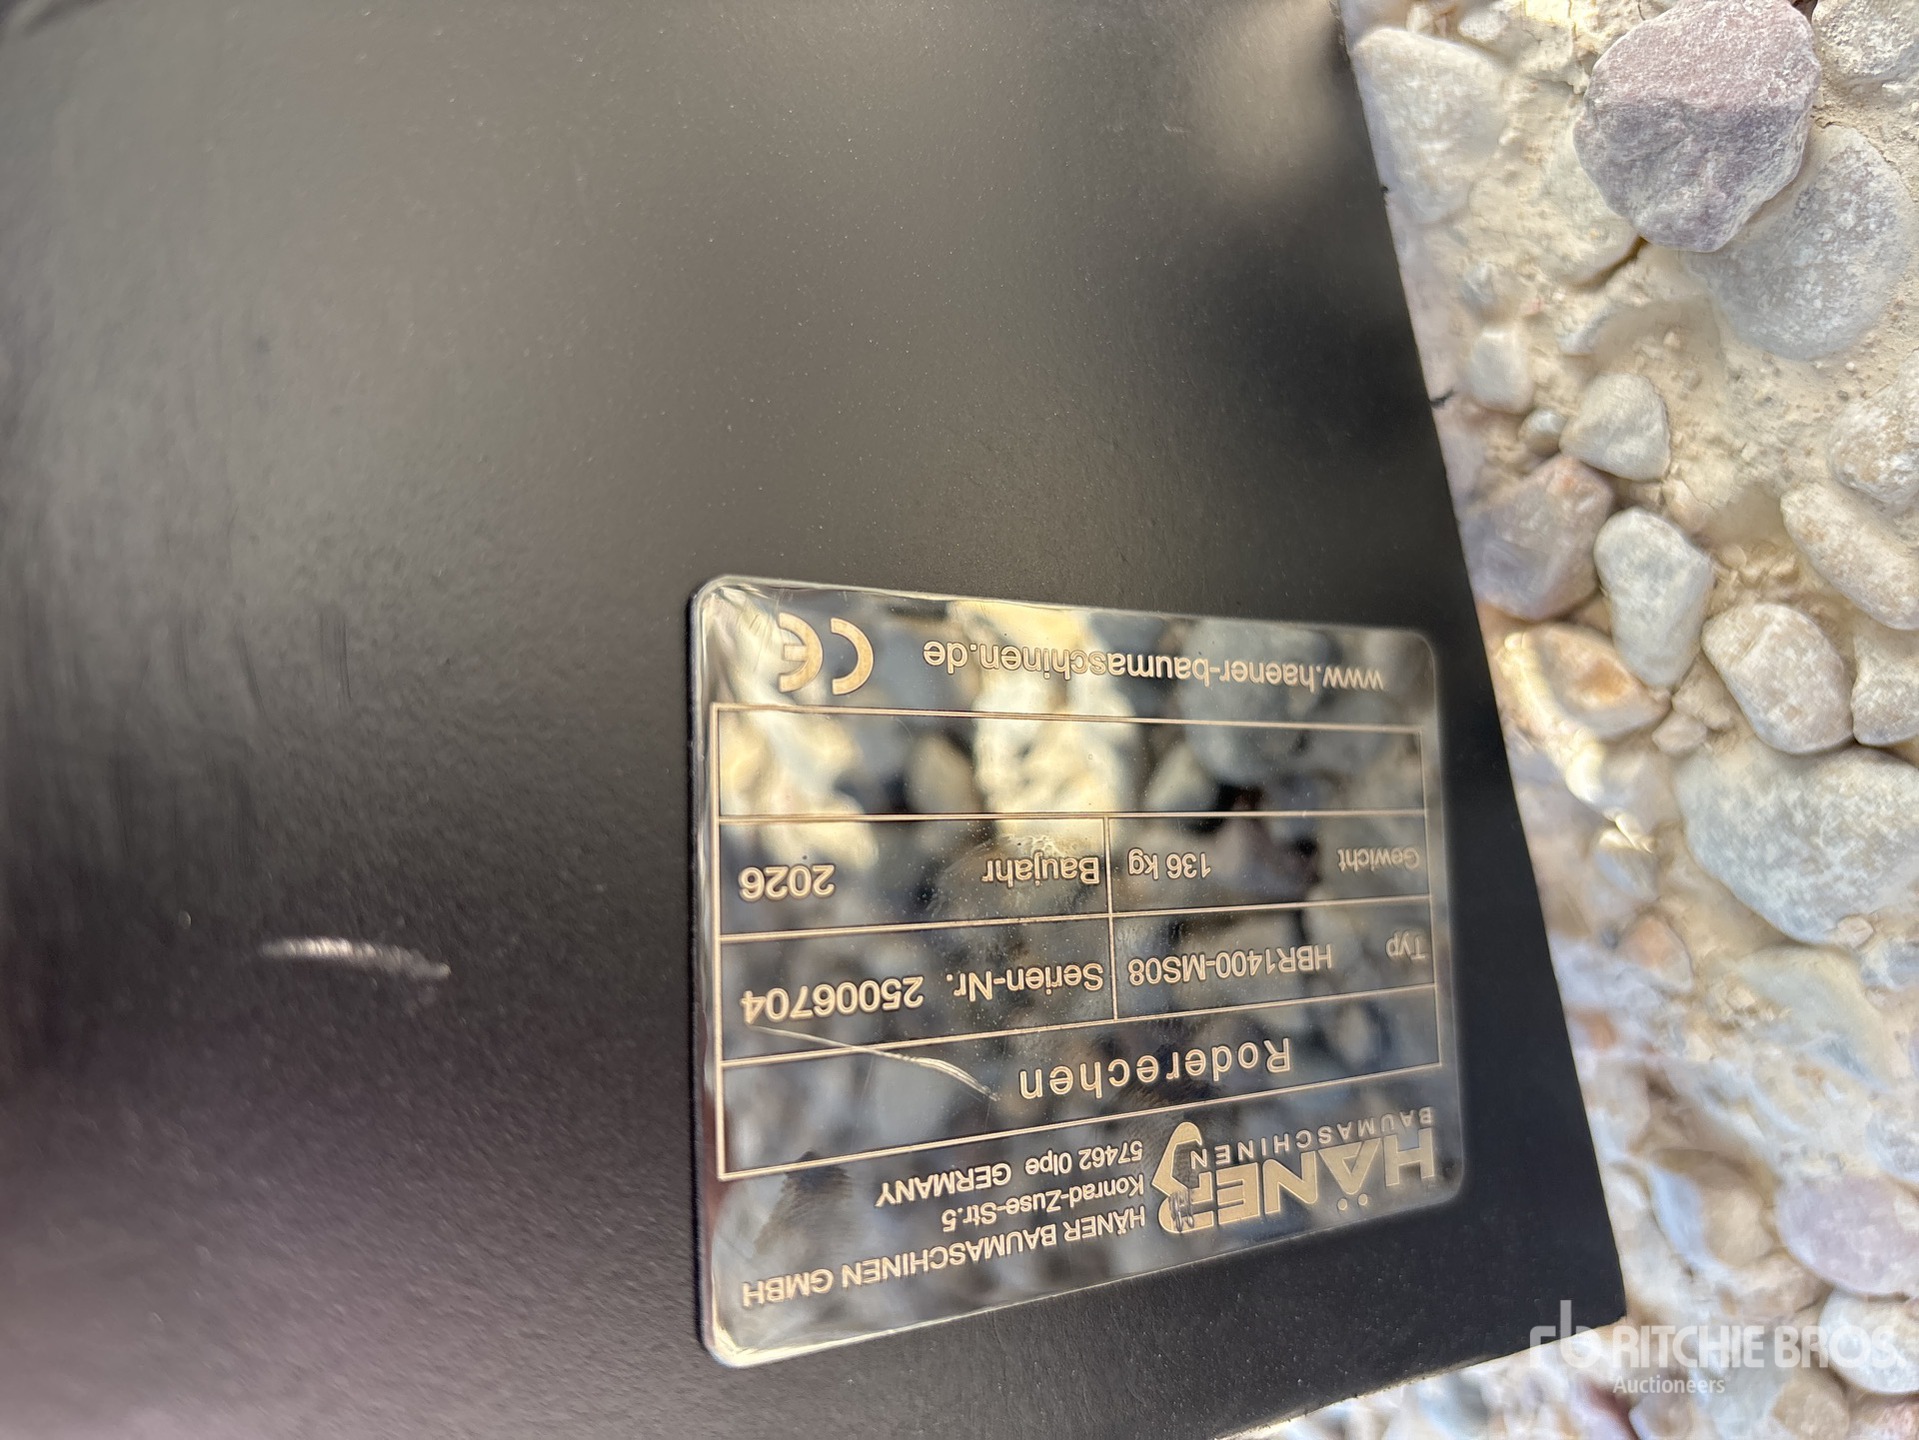 HÄNER
BAUMASCHINEN
HÄNER BAUMASCHINEN GMBH
Konrad-Zuse-Str.5
57462 Olpe GERMANY
Roderechen
Typ HBR1400-MS08 Serien-Nr. 25006704
Gewicht 136 kg Baujahr 2026
www.haener-baumaschinen.de CE
rb RITCHIE BROS.
Auctioneers